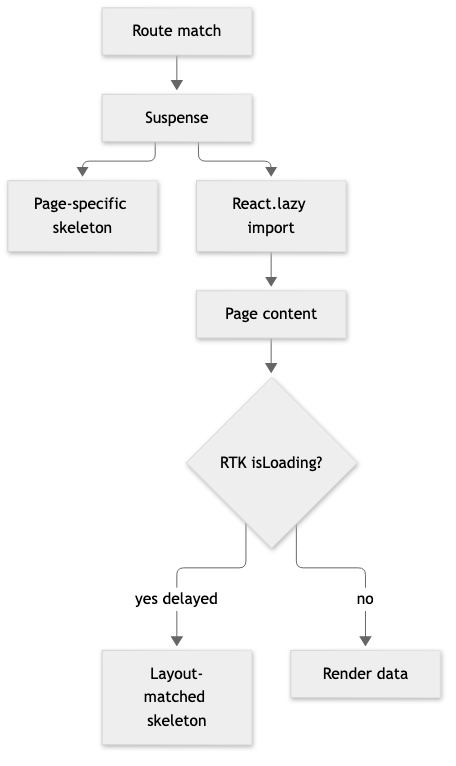 Route match
Suspense
Page-specific
skeleton
React.lazy
import
Page content
RTK isLoading?
yes delayed
no
Layout-
matched
skeleton
Render data